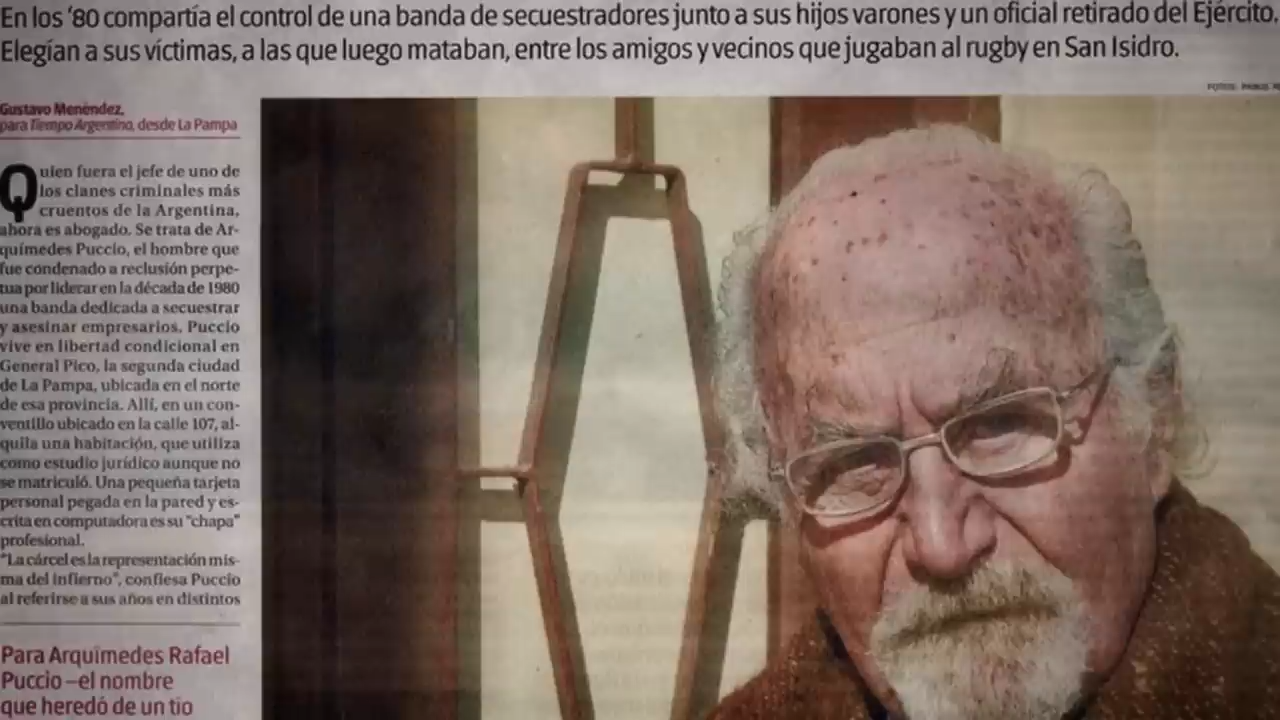 En los '80 compartía el control de una banda de secuestradores junto a sus hijos varones y un oficial retirado del Ejército.
Elegían a sus víctimas, a las que luego mataban, entre los amigos y vecinos que jugaban al rugby en San Isidro.
FOTOS: PABLO
Gustavo Menéndez,
para Tiempo Argentino, desde La Pampa
Quien fuera el jefe de uno de
los clanes criminales más
cruentos de la Argentina,
ahora es abogado. Se trata de Ar-
químedes Puccio, el hombre que
fue condenado a reclusión perpe-
tua por liderar en la década de 1980
una banda dedicada a secuestrar
y asesinar empresarios. Puccio
vive en libertad condicional en
General Pico, la segunda ciudad
de La Pampa, ubicada en el norte
de esa provincia. Allí, en un con-
ventillo ubicado en la calle 107, al-
quila una habitación, que utiliza
como estudio jurídico aunque no
se matriculó. Una pequeña tarjeta
personal pegada en la pared y es-
crita en computadora es su "chapa"
profesional.
"La cárcel es la representación mis-
ma del infierno", confiesa Puccio
al referirse a sus años en distintos
Para Arquímedes Rafael
Puccio –el nombre
que heredó de un tío